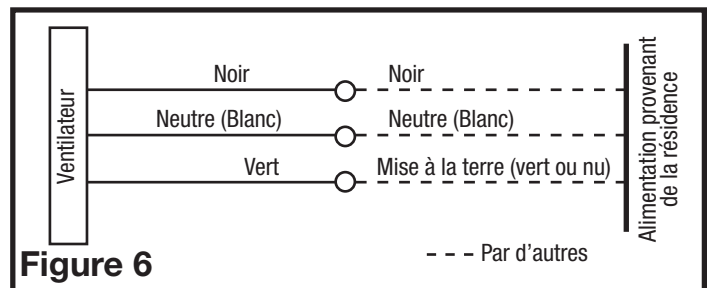 Ventilateur
Noir
Noir
Neutre (Blanc)
Neutre (Blanc)
Vert
Mise à la terre (vert ou nu)
Alimentation provenant
de la résidence
Par d'autres
Figure 6